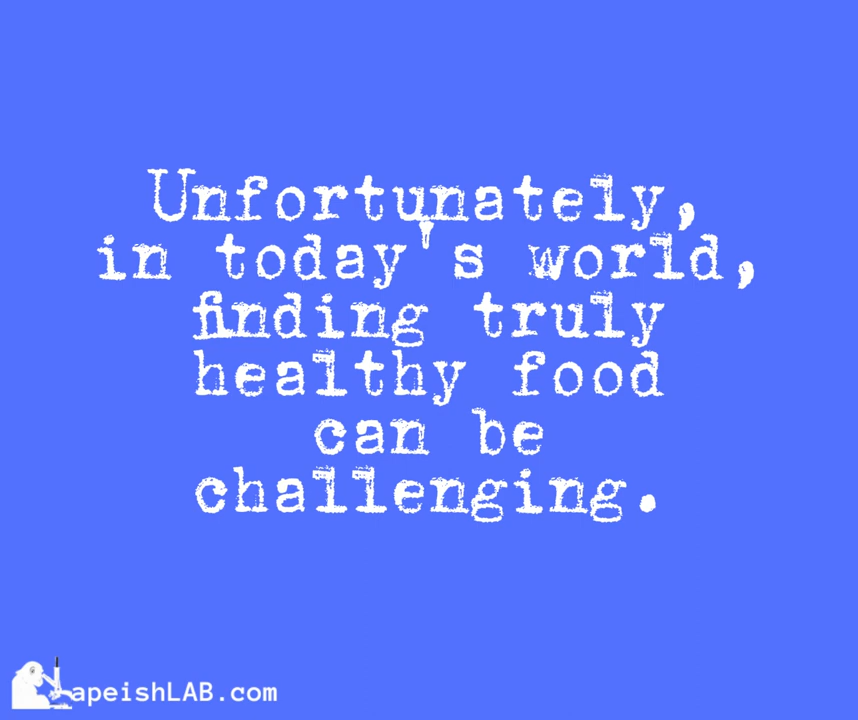 Unfortunately,
in today's world,
finding truly
healthy food
can be
challenging.
apeishLAB.com